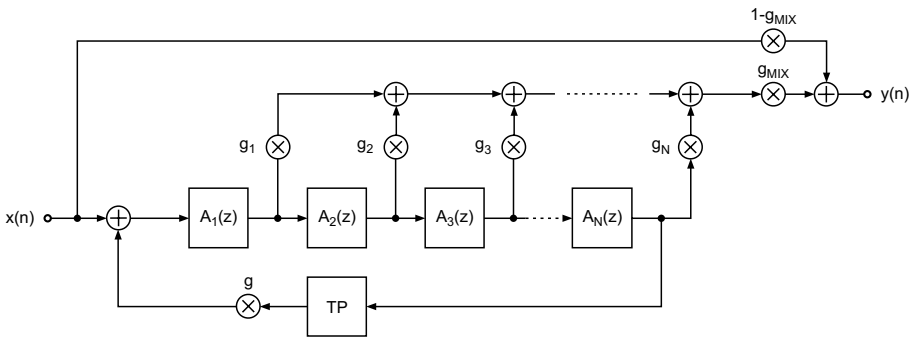 1-g_MIX
g_MIX
y(n)
g_1
g_2
g_3
g_N
x(n)
A_1(z)
A_2(z)
A_3(z)
A_N(z)
g
TP